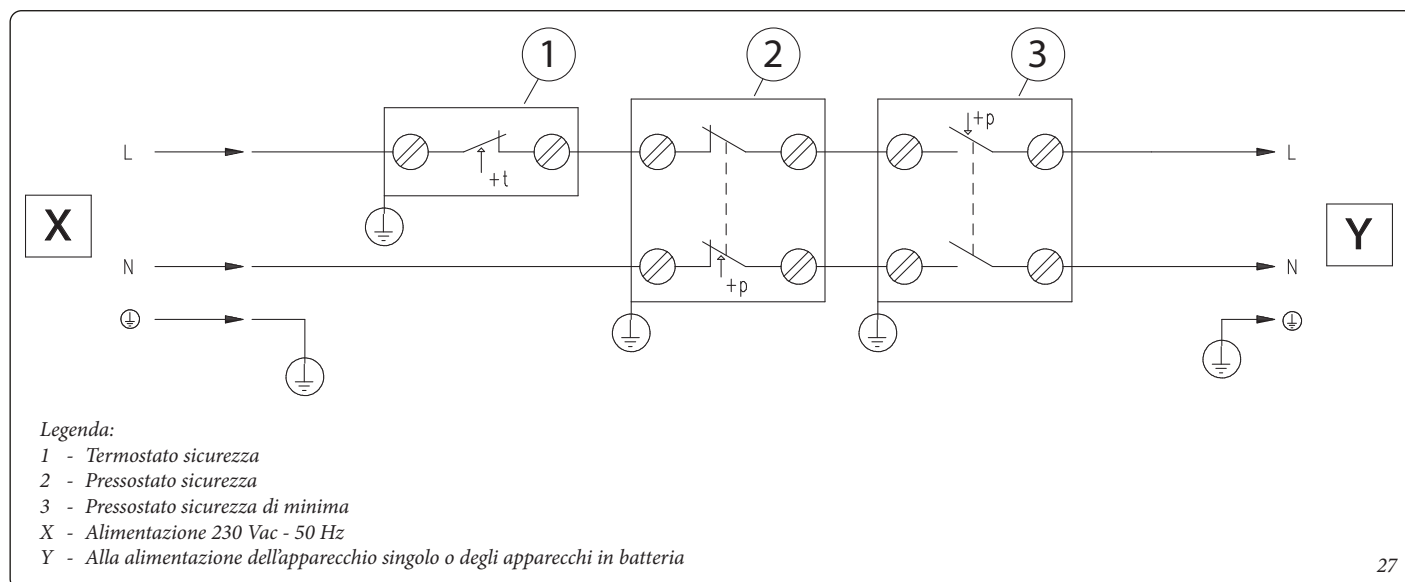 1
2
3
L
+t
+p
L
X
Y
N
+p
N
Legenda:
1 - Termostato sicurezza
2 - Pressostato sicurezza
3 - Pressostato sicurezza di minima
X - Alimentazione 230 Vac - 50 Hz
Y - Alla alimentazione dell'apparecchio singolo o degli apparecchi in batteria
27